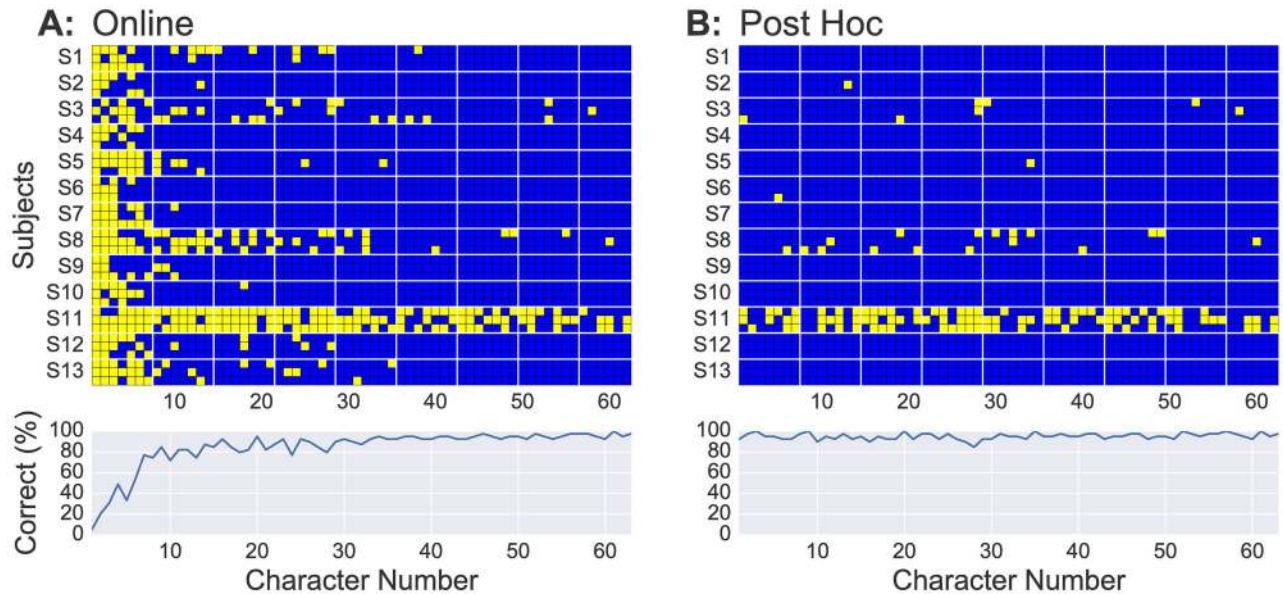 A: Online
B: Post Hoc
Subjects
S1
S2
S3
S4
S5
S6
S7
S8
S9
S10
S11
S12
S13
10 20 30 40 50 60
Correct (%)
100
80
60
40
20
0
10 20 30 40 50 60
Character Number
S1
S2
S3
S4
S5
S6
S7
S8
S9
S10
S11
S12
S13
10 20 30 40 50 60
100
80
60
40
20
0
10 20 30 40 50 60
Character Number